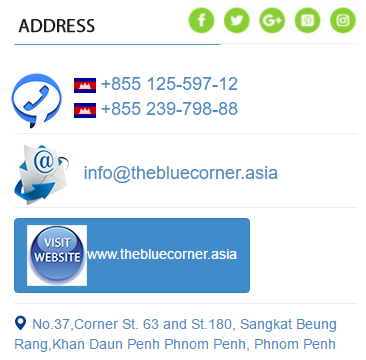 ADDRESS
+855 125-597-12
+855 239-798-88
info@thebluecorner.asia
VISIT
WEBSITE
www.thebluecorner.asia
No.37,Corner St. 63 and St.180, Sangkat Beung
Rang,Khan Daun Penh Phnom Penh, Phnom Penh